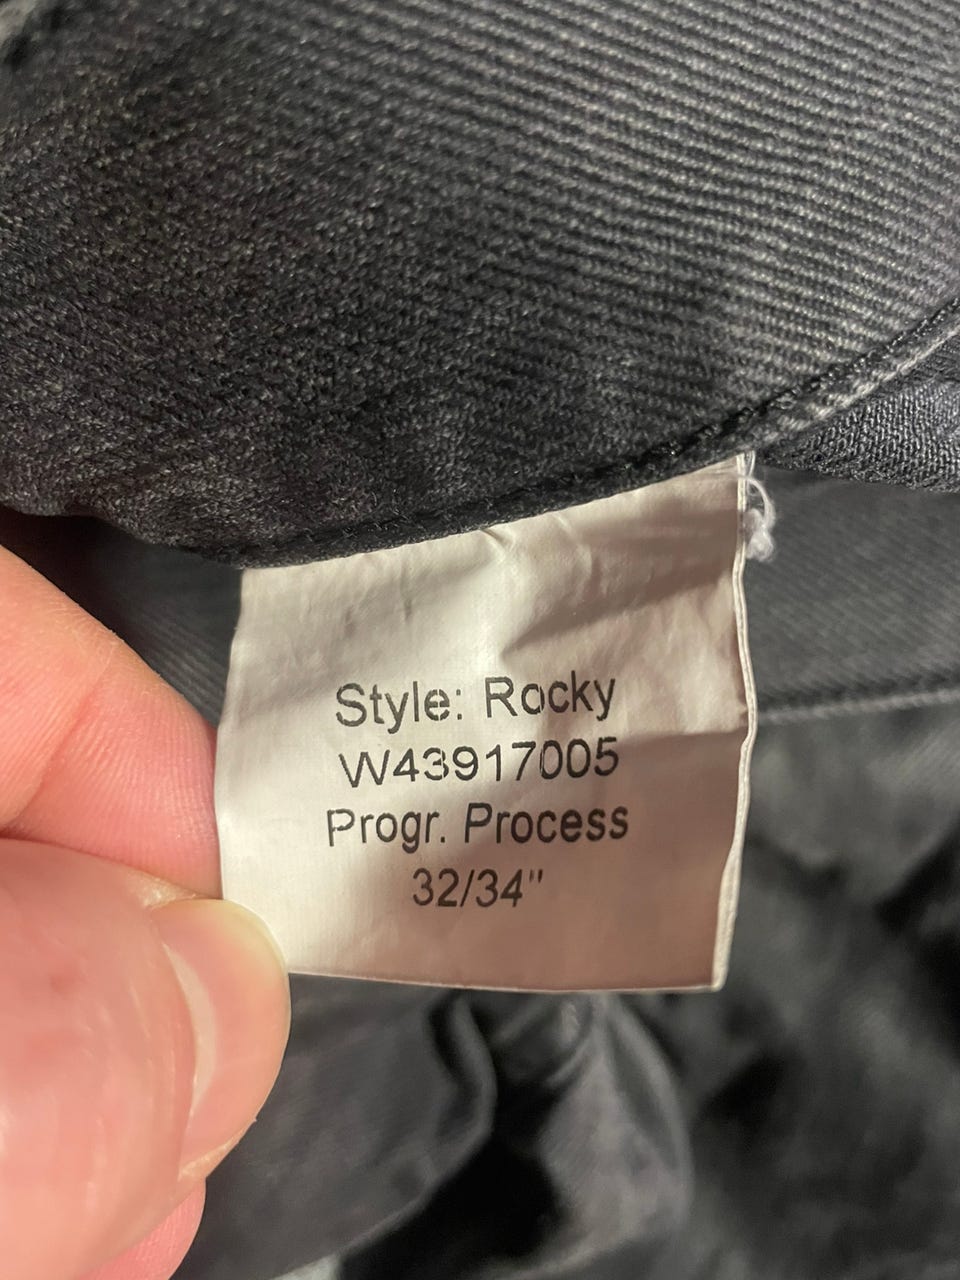 Style: Rocky
W43917005
Progr. Process
32/34"